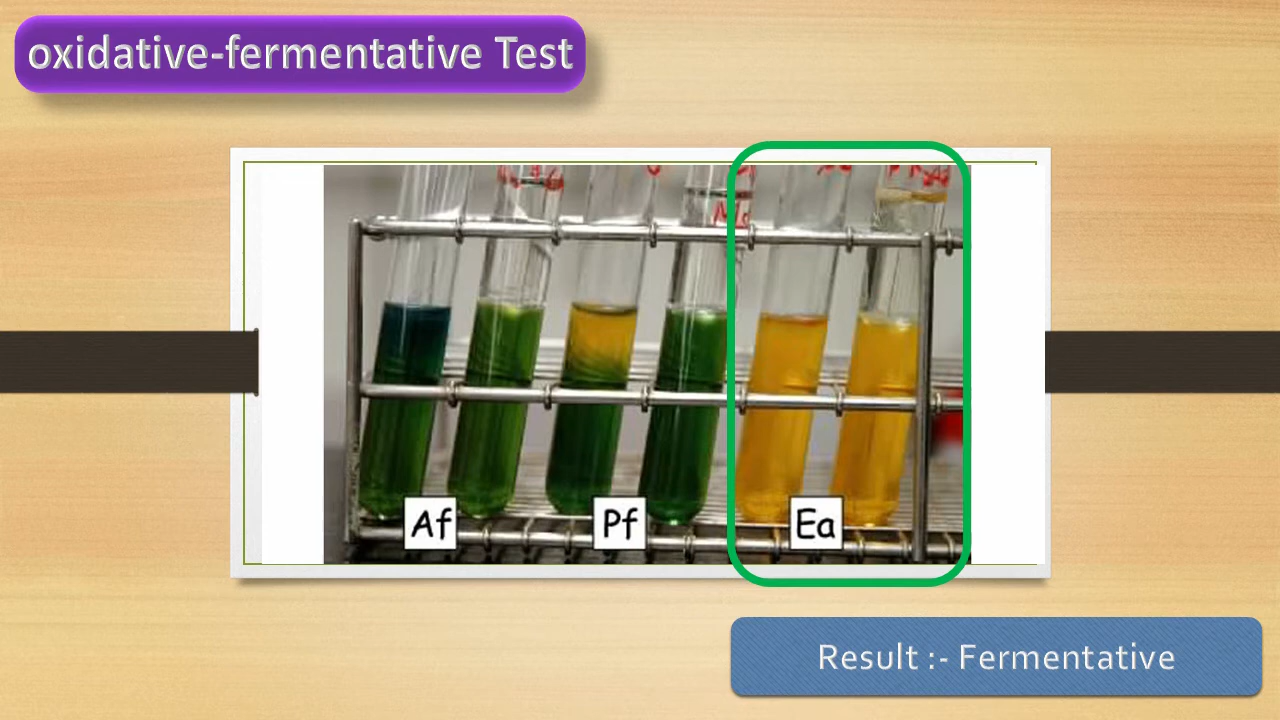 oxidative-fermentative Test
Af
Pf
Ea
Result :- Fermentative